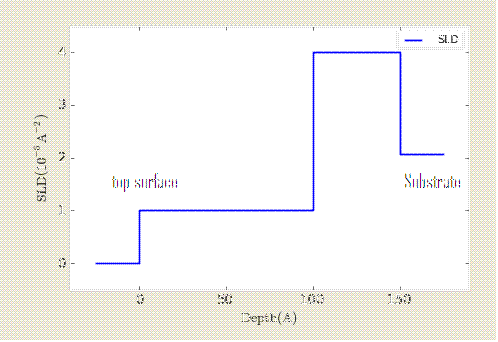 SLD
4
3
2
top surface
Substrate
1
0
0
50
100
150
Depth(A)
SLD(10⁻⁶ A⁻²)